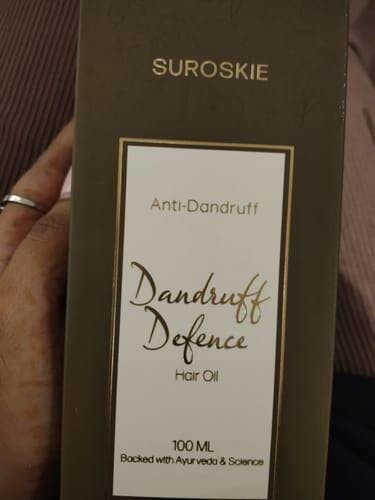 SUROSKIE
Anti-Dandruff
Dandruff
Defence
Hair Oil
100 ML
Backed with Ayurveda & Science